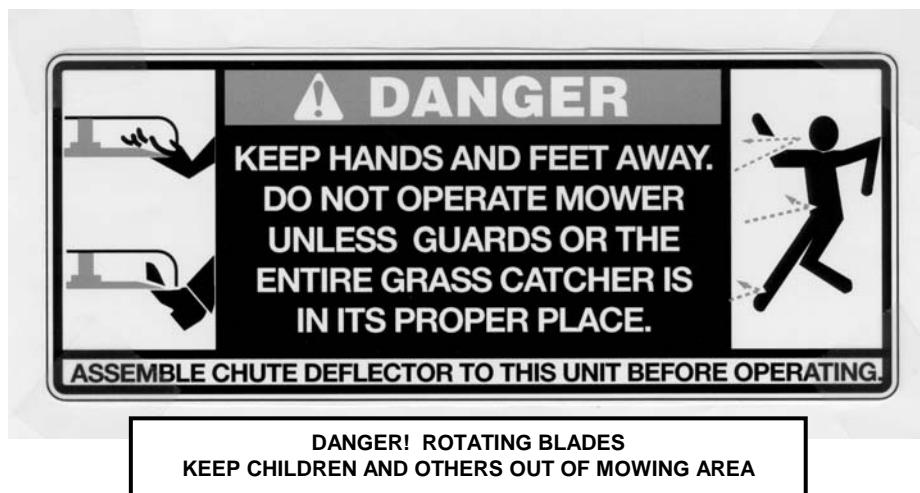 DANGER
KEEP HANDS AND FEET AWAY.
DO NOT OPERATE MOWER
UNLESS GUARDS OR THE
ENTIRE GRASS CATCHER IS
IN ITS PROPER PLACE.
ASSEMBLE CHUTE DEFLECTOR TO THIS UNIT BEFORE OPERATING.
DANGER! ROTATING BLADES
KEEP CHILDREN AND OTHERS OUT OF MOWING AREA